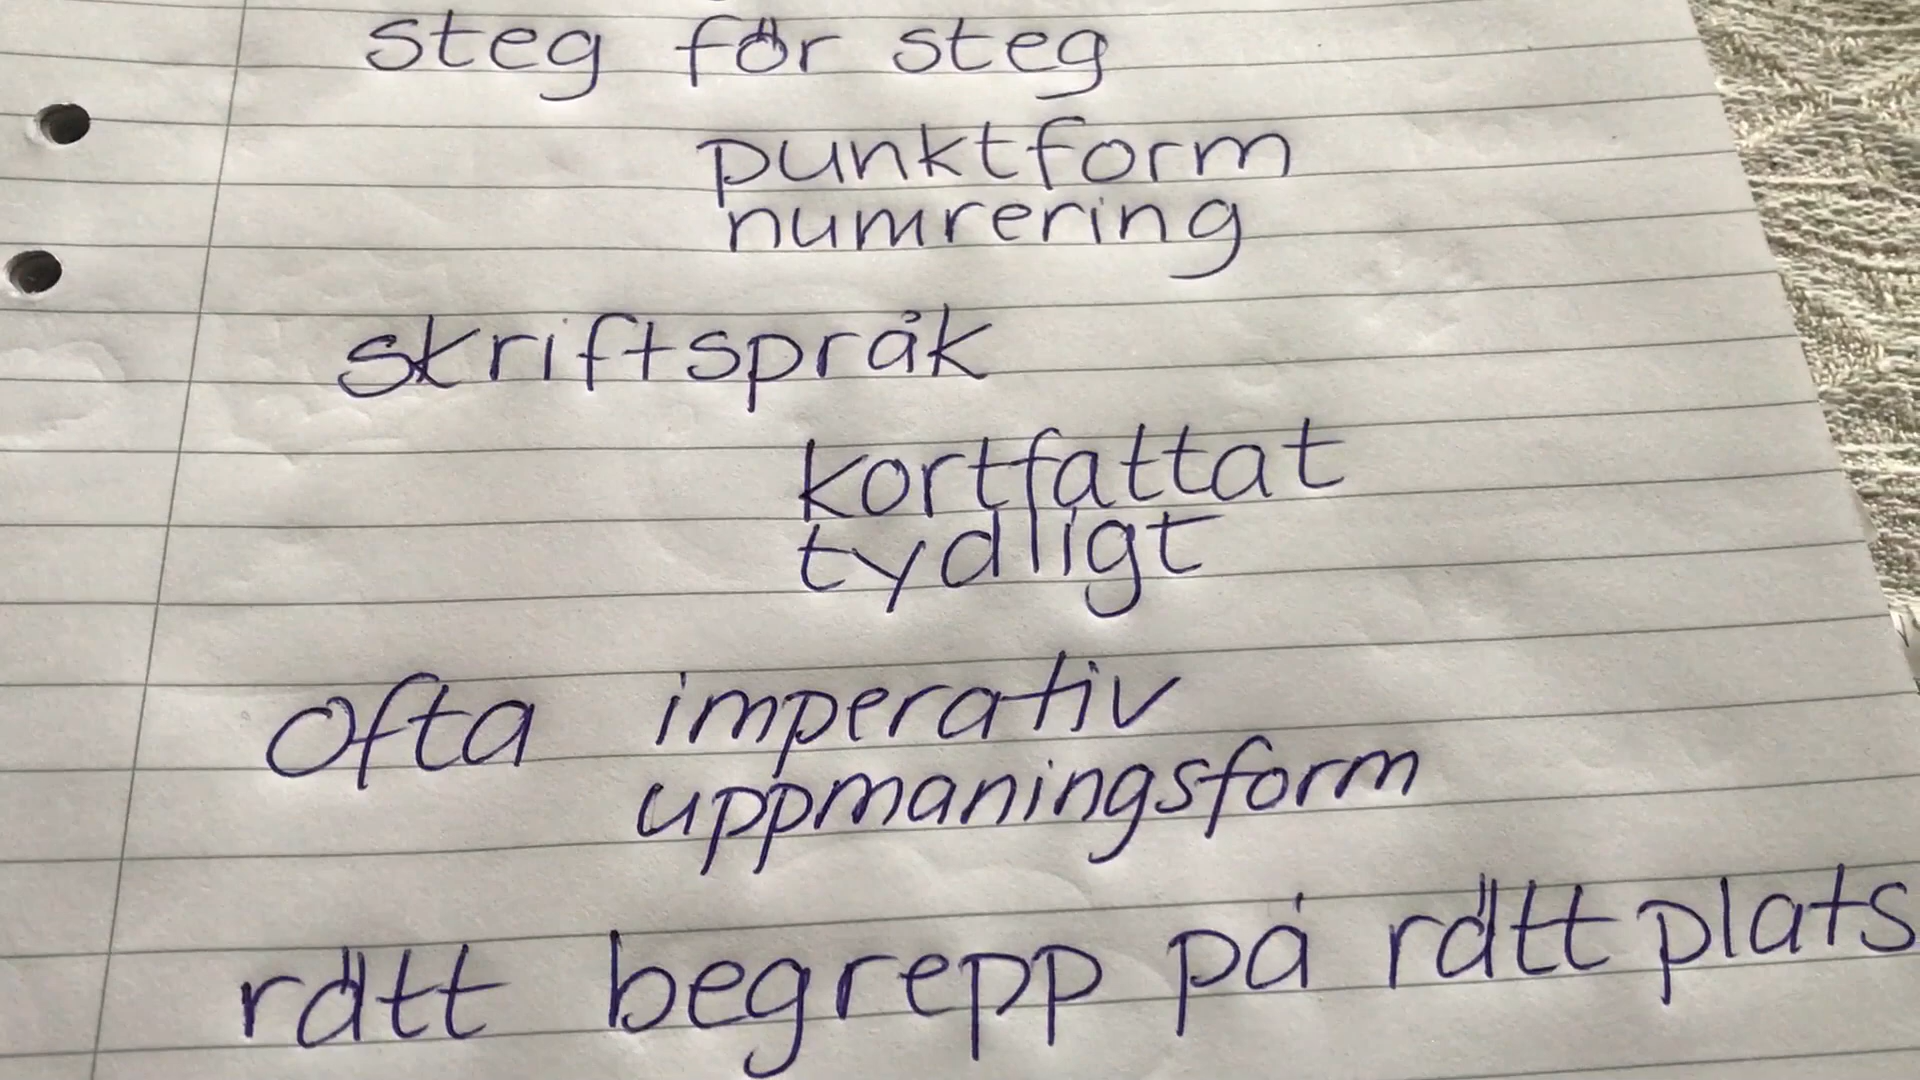 steg för steg
punktform
numrering
skriftspråk
kortfattat
tydligt
ofta imperativ
uppmaningsform
rätt begrepp på rätt plats